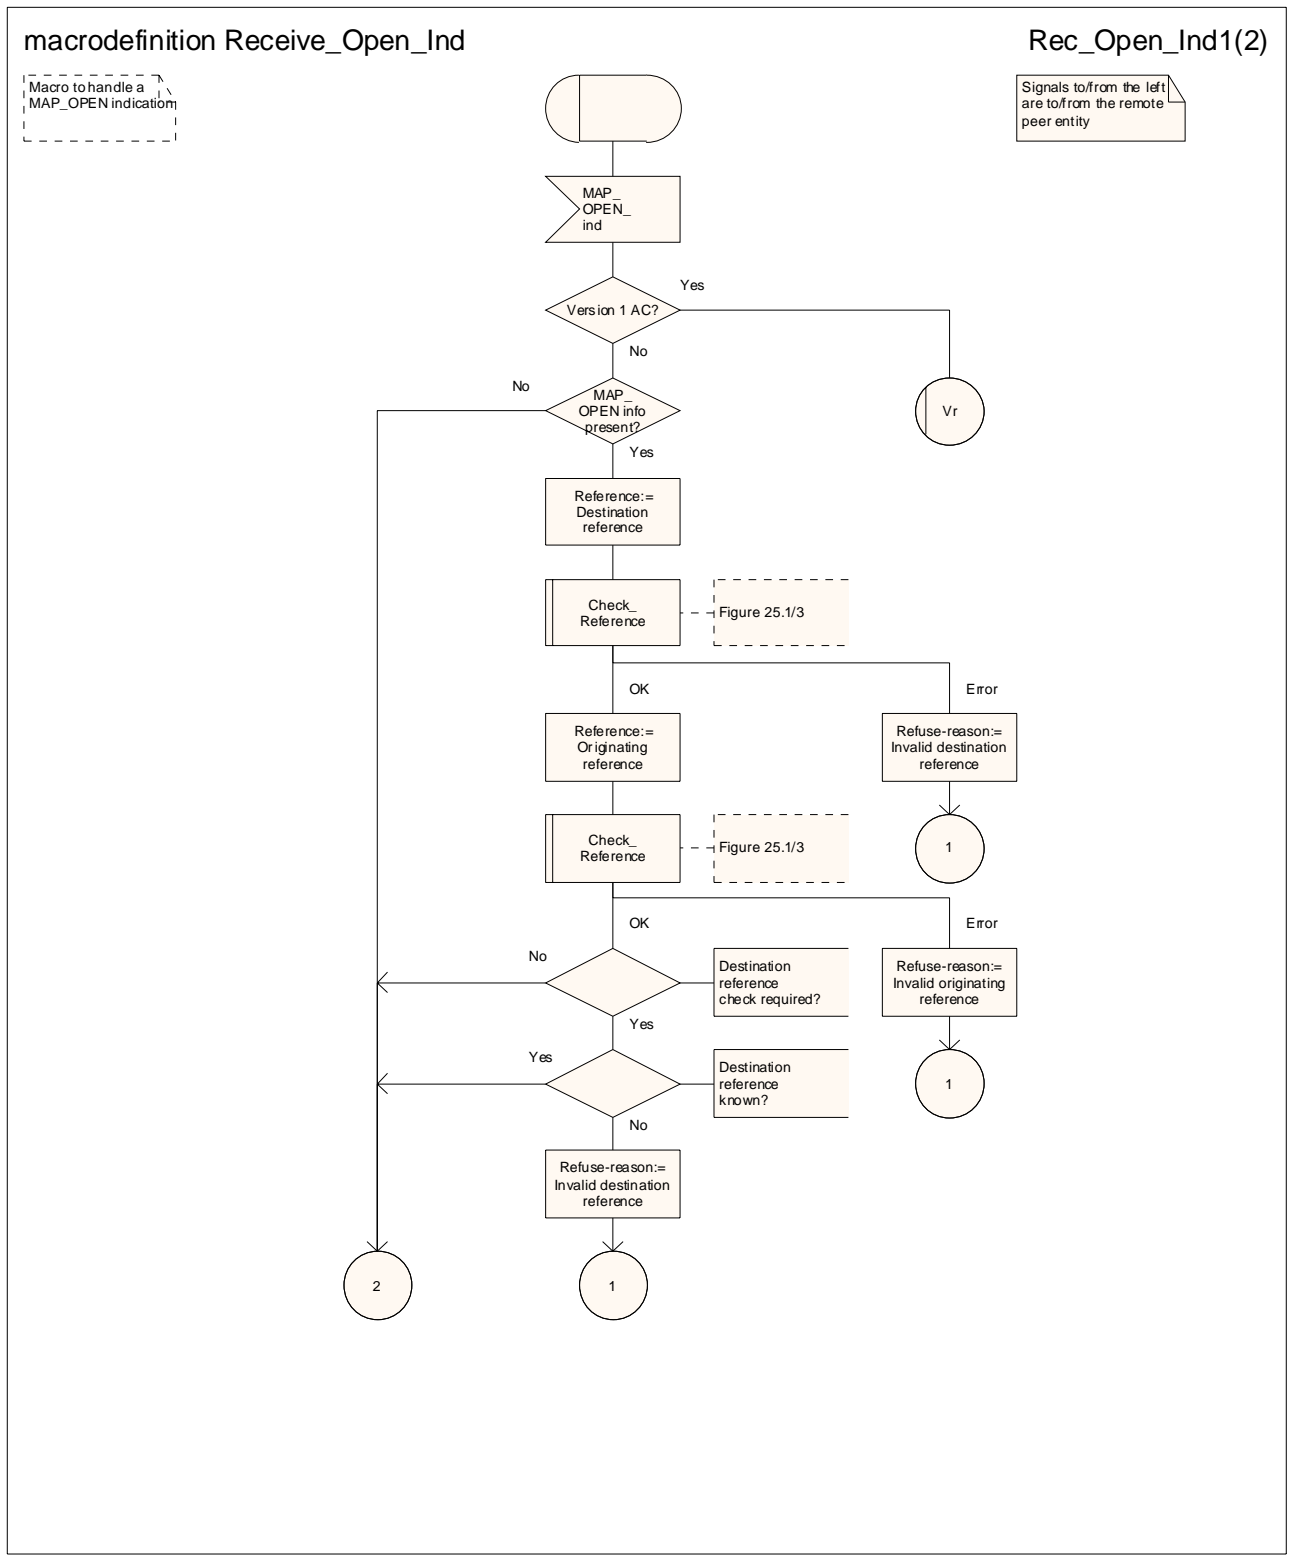 macrodefinition Receive_Open_Ind
Rec_Open_Ind1(2)
Macro to handle a
MAP_OPEN indication
Signals to/from the left
are to/from the remote
peer entity
MAP_
OPEN_
ind
Yes
Version 1 AC?
No
No
MAP_
OPEN info
present?
Vr
Yes
Reference:=
Destination
reference
Check_
Reference
Figure 25.1/3
OK
Error
Reference:=
Originating
reference
Refuse-reason:=
Invalid destination
reference
Check_
Reference
Figure 25.1/3
1
OK
Error
No
Destination
reference
check required?
Refuse-reason:=
Invalid originating
reference
Yes
Yes
Destination
reference
known?
1
No
Refuse-reason:=
Invalid destination
reference
2
1